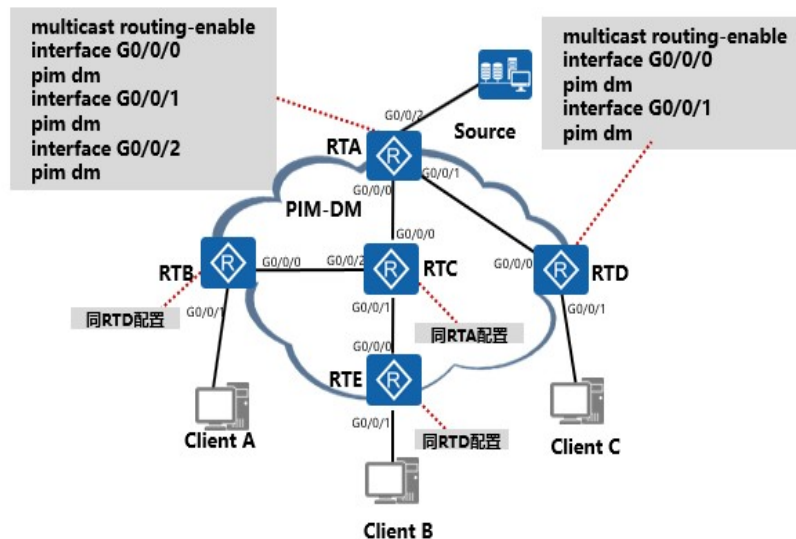 multicast routing-enable
interface G0/0/0
pim dm
interface G0/0/1
pim dm
interface G0/0/2
pim dm
multicast routing-enable
interface G0/0/0
pim dm
interface G0/0/1
pim dm
G0/0/2
Source
RTA
R
G0/0/0
G0/0/1
PIM-DM
G0/0/0
RTB
R
G0/0/0
G0/0/2
R
RTC
G0/0/0
R
RTD
G0/0/1
同RTD配置
G0/0/1
同RTA配置
G0/0/1
G0/0/0
RTE
R
Client A
G0/0/1
同RTD配置
Client C
Client B